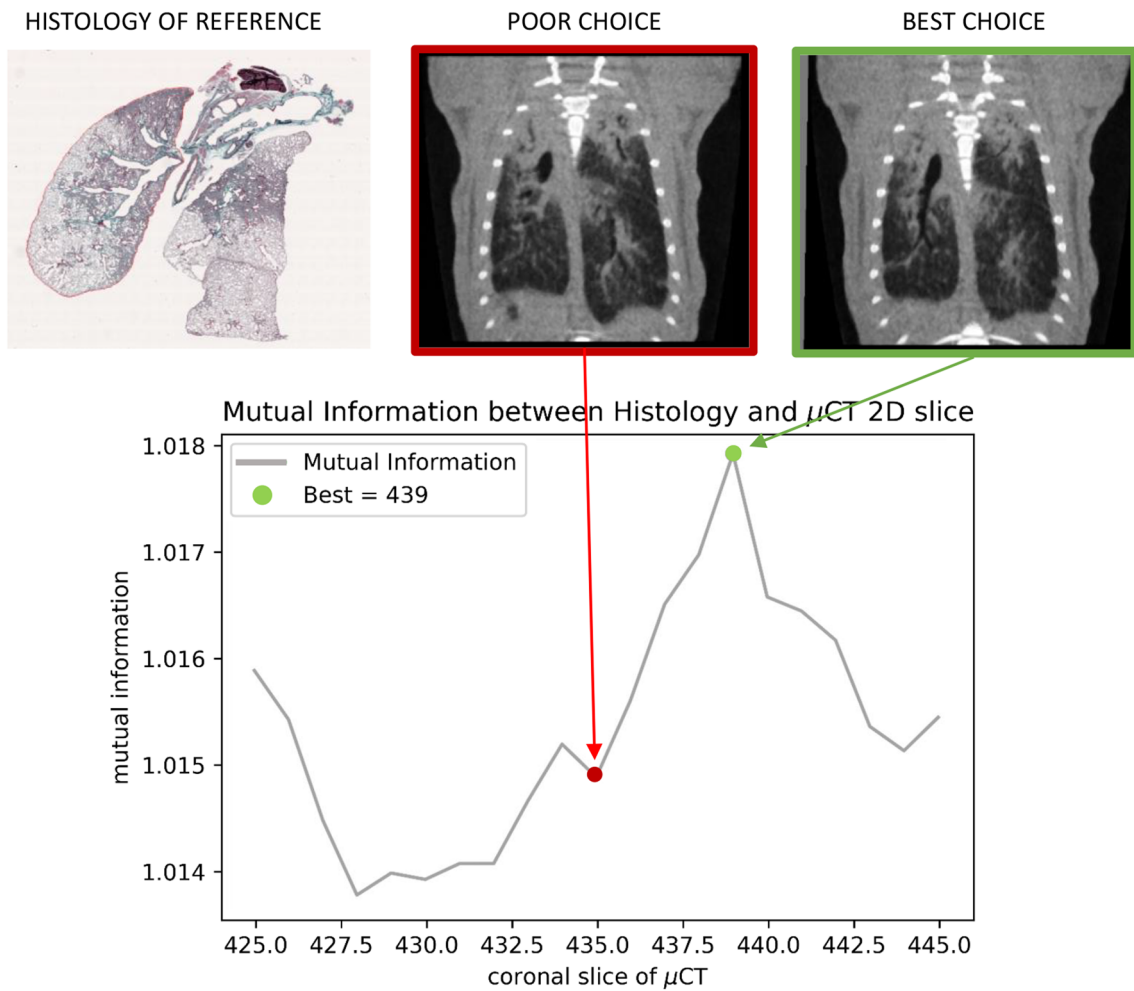 HISTOLOGY OF REFERENCE
POOR CHOICE
BEST CHOICE
Mutual Information between Histology and μCT 2D slice
Mutual Information
Best = 439
mutual information
1.018
1.017
1.016
1.015
1.014
425.0 427.5 430.0 432.5 435.0 437.5 440.0 442.5 445.0
coronal slice of μCT